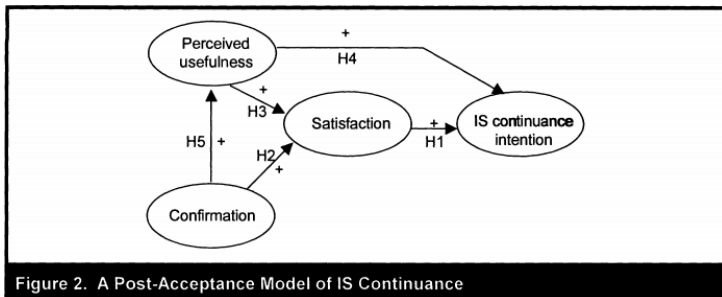 Perceived
usefulness
+
H4
+
H3
Satisfaction
+
H1
IS continuance
intention
H5
+
H2
+
Confirmation
Figure 2. A Post-Acceptance Model of IS Continuance